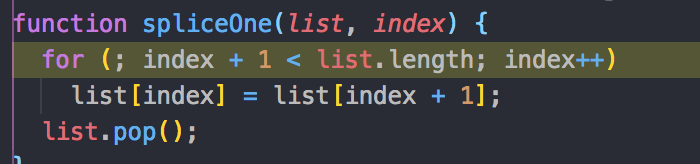 function spliceOne(list, index) {
  for (; index + 1 < list.length; index++)
    list[index] = list[index + 1];
  list.pop();
}